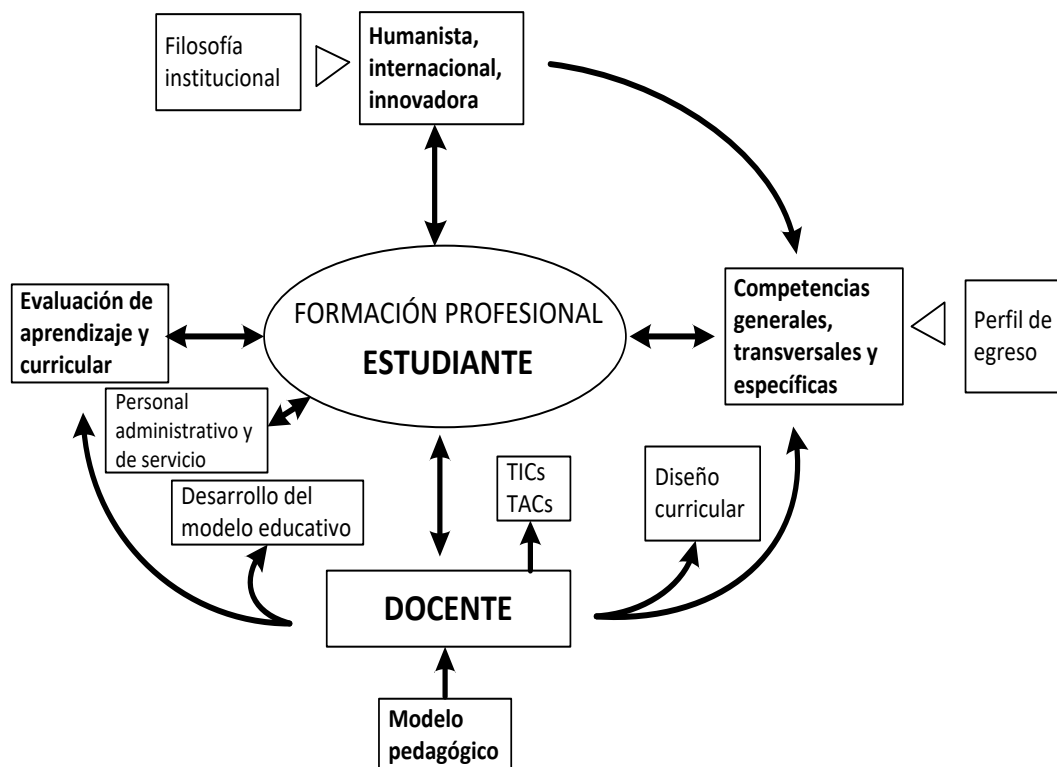 Filosofía
institucional
Humanista,
internacional,
innovadora
FORMACIÓN PROFESIONAL
ESTUDIANTE
Evaluación de
aprendizaje y
curricular
Competencias
generales,
transversales y
específicas
Perfil de
egreso
Personal
administrativo y
de servicio
Desarrollo del
modelo educativo
TICs
TACs
Diseño
curricular
DOCENTE
Modelo
pedagógico